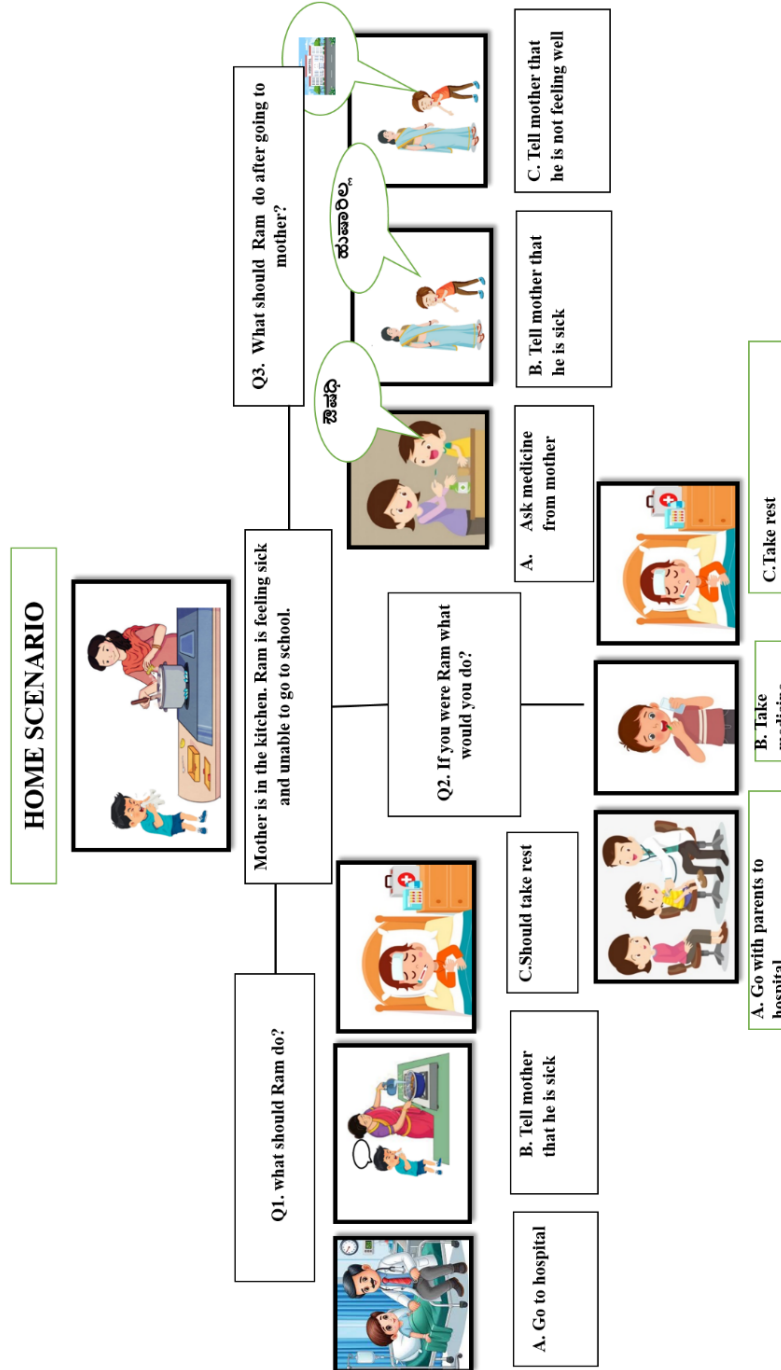 HOME SCENARIO
Mother is in the kitchen. Ram is feeling sick
and unable to go to school.
Q1. what should Ram do?
A. Go to hospital
B. Tell mother
that he is sick
C.Should take rest
Q2. If you were Ram what
would you do?
A. Go with parents to
hospital
B. Take
medicine
C.Take rest
Q3. What should Ram do after going to
mother?
ಔಷಧಿ
A. Ask medicine
from mother
ಹುಷಾರಿಲ್ಲ
B. Tell mother that
he is sick
C. Tell mother that
he is not feeling well